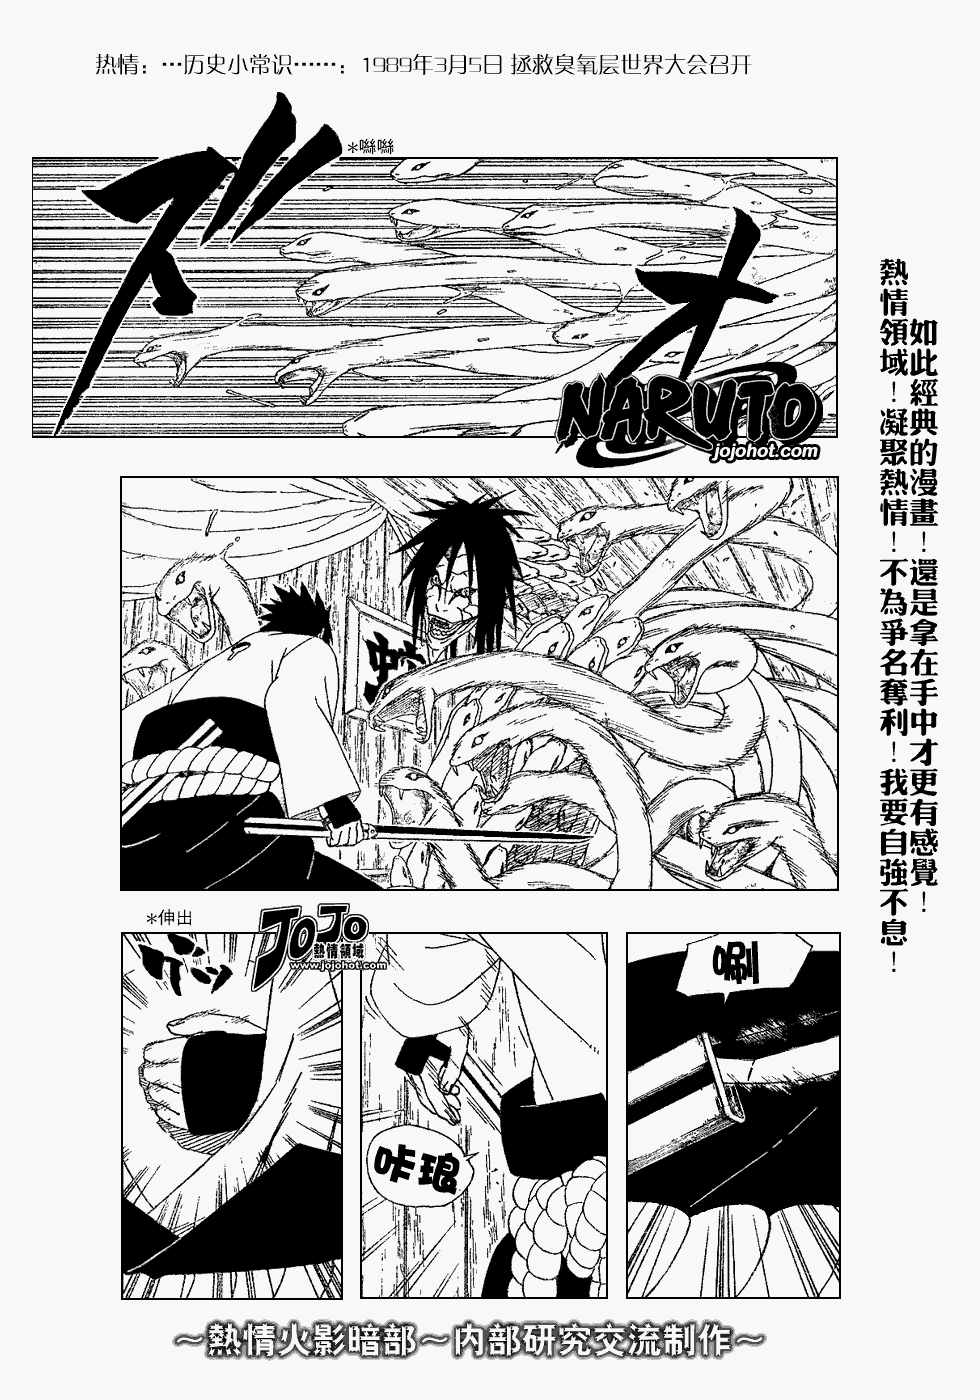 热情：…历史小常识……：1989年3月5日 拯救臭氧层世界大会召开
*噝噝
ズオ
NARUTO
jojohot.com
如此經典的漫畫！還是拿在手中才更有感覺！
熱情領域！凝聚熱情！不為爭名奪利！我要自強不息！
*伸出
JOJO
熱情領域
www.jojohot.com
唰
咔琅
～熱情火影暗部～内部研究交流制作～